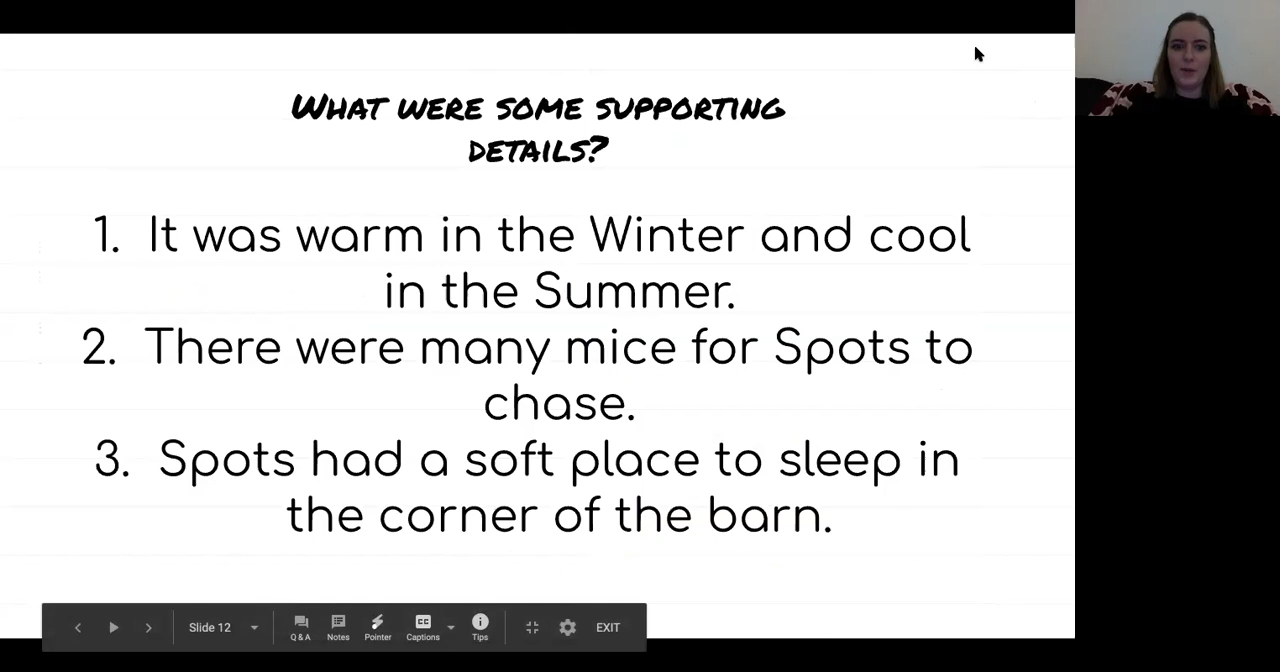 WHAT WERE SOME SUPPORTING
DETAILS?
1. It was warm in the Winter and cool
in the Summer.
2. There were many mice for Spots to
chase.
3. Spots had a soft place to sleep in
the corner of the barn.
Slide 12
Q & A
Notes
Pointer
CC
Captions
Tips
EXIT